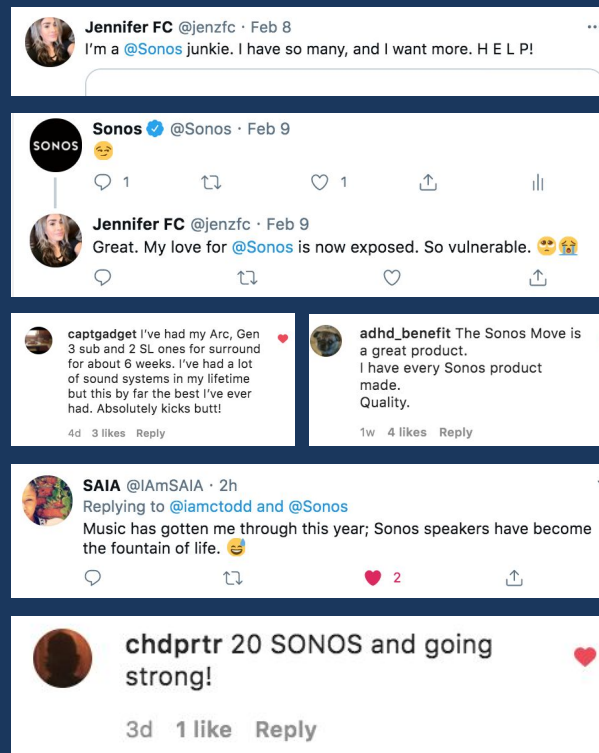 Jennifer FC @jenzfc · Feb 8
I'm a @Sonos junkie. I have so many, and I want more. H E L P!
SONOS
Sonos @Sonos · Feb 9
😏
1 1
Jennifer FC @jenzfc · Feb 9
Great. My love for @Sonos is now exposed. So vulnerable. 🥺😭
captgadget I've had my Arc, Gen
3 sub and 2 SL ones for surround
for about 6 weeks. I've had a lot
of sound systems in my lifetime
but this by far the best I've ever
had. Absolutely kicks butt!
4d 3 likes Reply
adhd_benefit The Sonos Move is
a great product.
I have every Sonos product
made.
Quality.
1w 4 likes Reply
SAIA @IAmSAIA · 2h
Replying to @iamctodd and @Sonos
Music has gotten me through this year; Sonos speakers have become
the fountain of life. 😅
2
chdprtr 20 SONOS and going
strong!
3d 1 like Reply